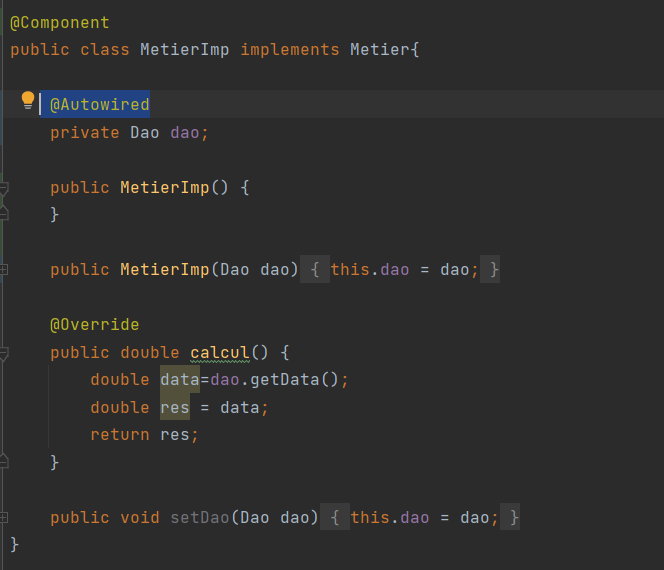 @Component
public class MetierImp implements Metier{
@Autowired
private Dao dao;
public MetierImp() {
}
public MetierImp(Dao dao) { this.dao = dao; }
@Override
public double calcul() {
double data=dao.getData();
double res = data;
return res;
}
public void setDao(Dao dao) { this.dao = dao; }
}